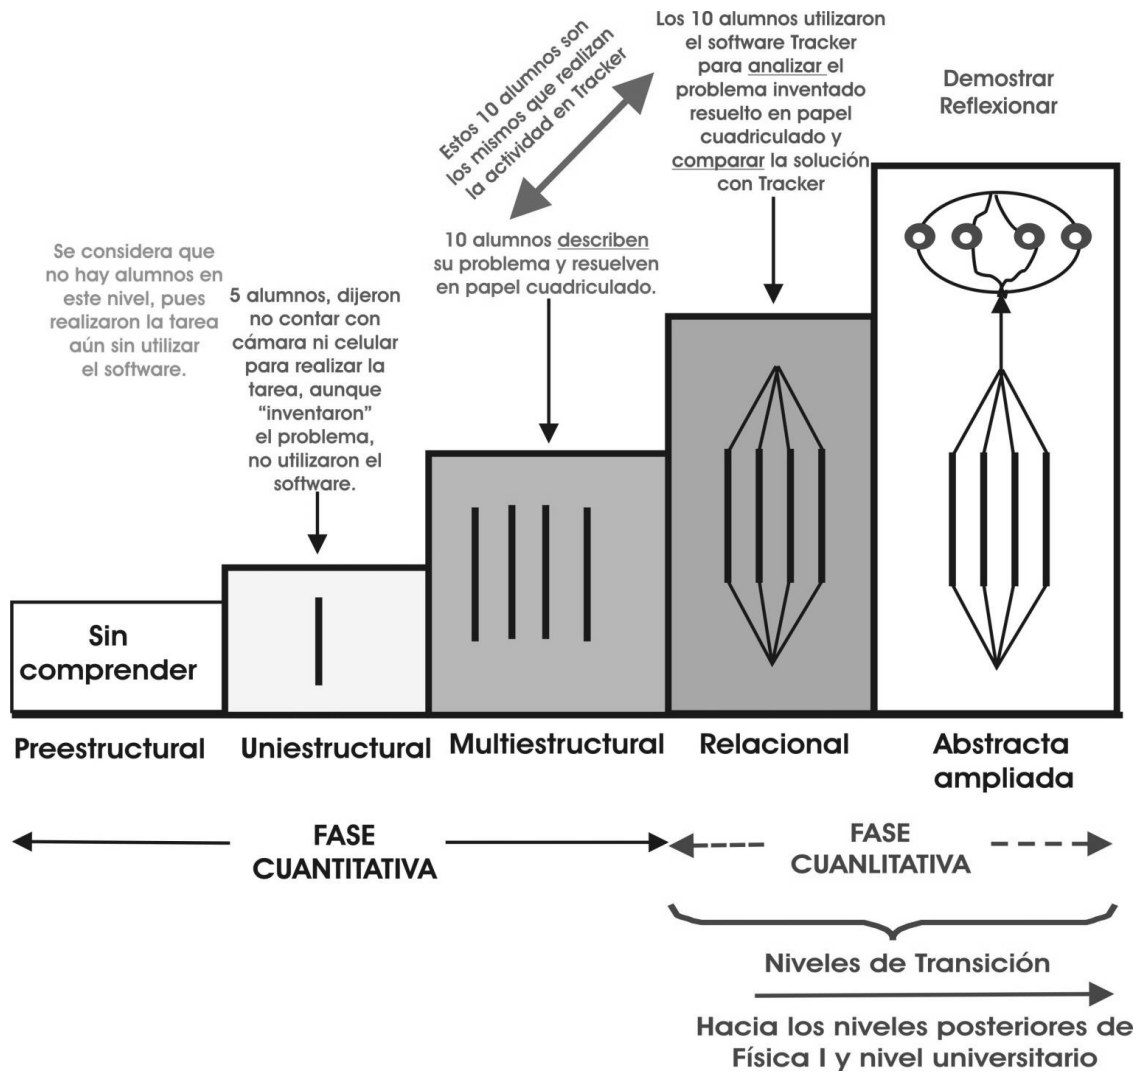 Estos 10 alumnos son
los mismos que realizan
la actividad en Tracker
Los 10 alumnos utilizaron
el software Tracker
para analizar el
problema inventado
resuelto en papel
cuadriculado y
comparar la solución
con Tracker
Demostrar
Reflexionar
Se considera que
no hay alumnos en
este nivel, pues
realizaron la tarea
aún sin utilizar
el software.
5 alumnos, dijeron
no contar con
cámara ni celular
para realizar la
tarea, aunque
“inventaron”
el problema,
no utilizaron el
software.
10 alumnos describen
su problema y resuelven
en papel cuadriculado.
Sin
comprender
Preestructural
Uniestructural
Multiestructural
Relacional
Abstracta
ampliada
FASE
CUANTITATIVA
FASE
CUANLITATIVA
Niveles de Transición
Hacia los niveles posteriores de
Física I y nivel universitario